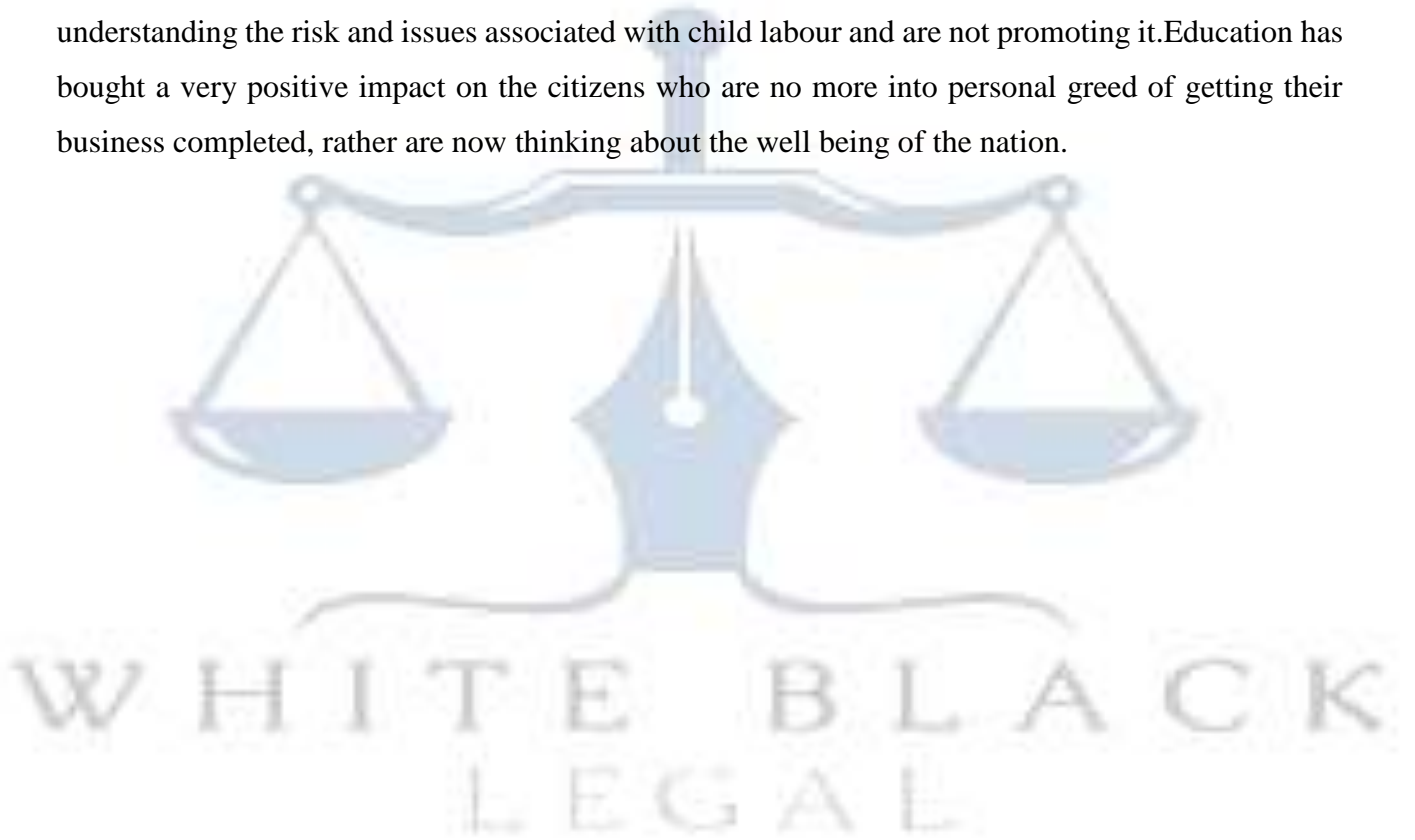 understanding the risk and issues associated with child labour and are not promoting it.Education has
bought a very positive impact on the citizens who are no more into personal greed of getting their
business completed, rather are now thinking about the well being of the nation.
WHITE BLACK
LEGAL